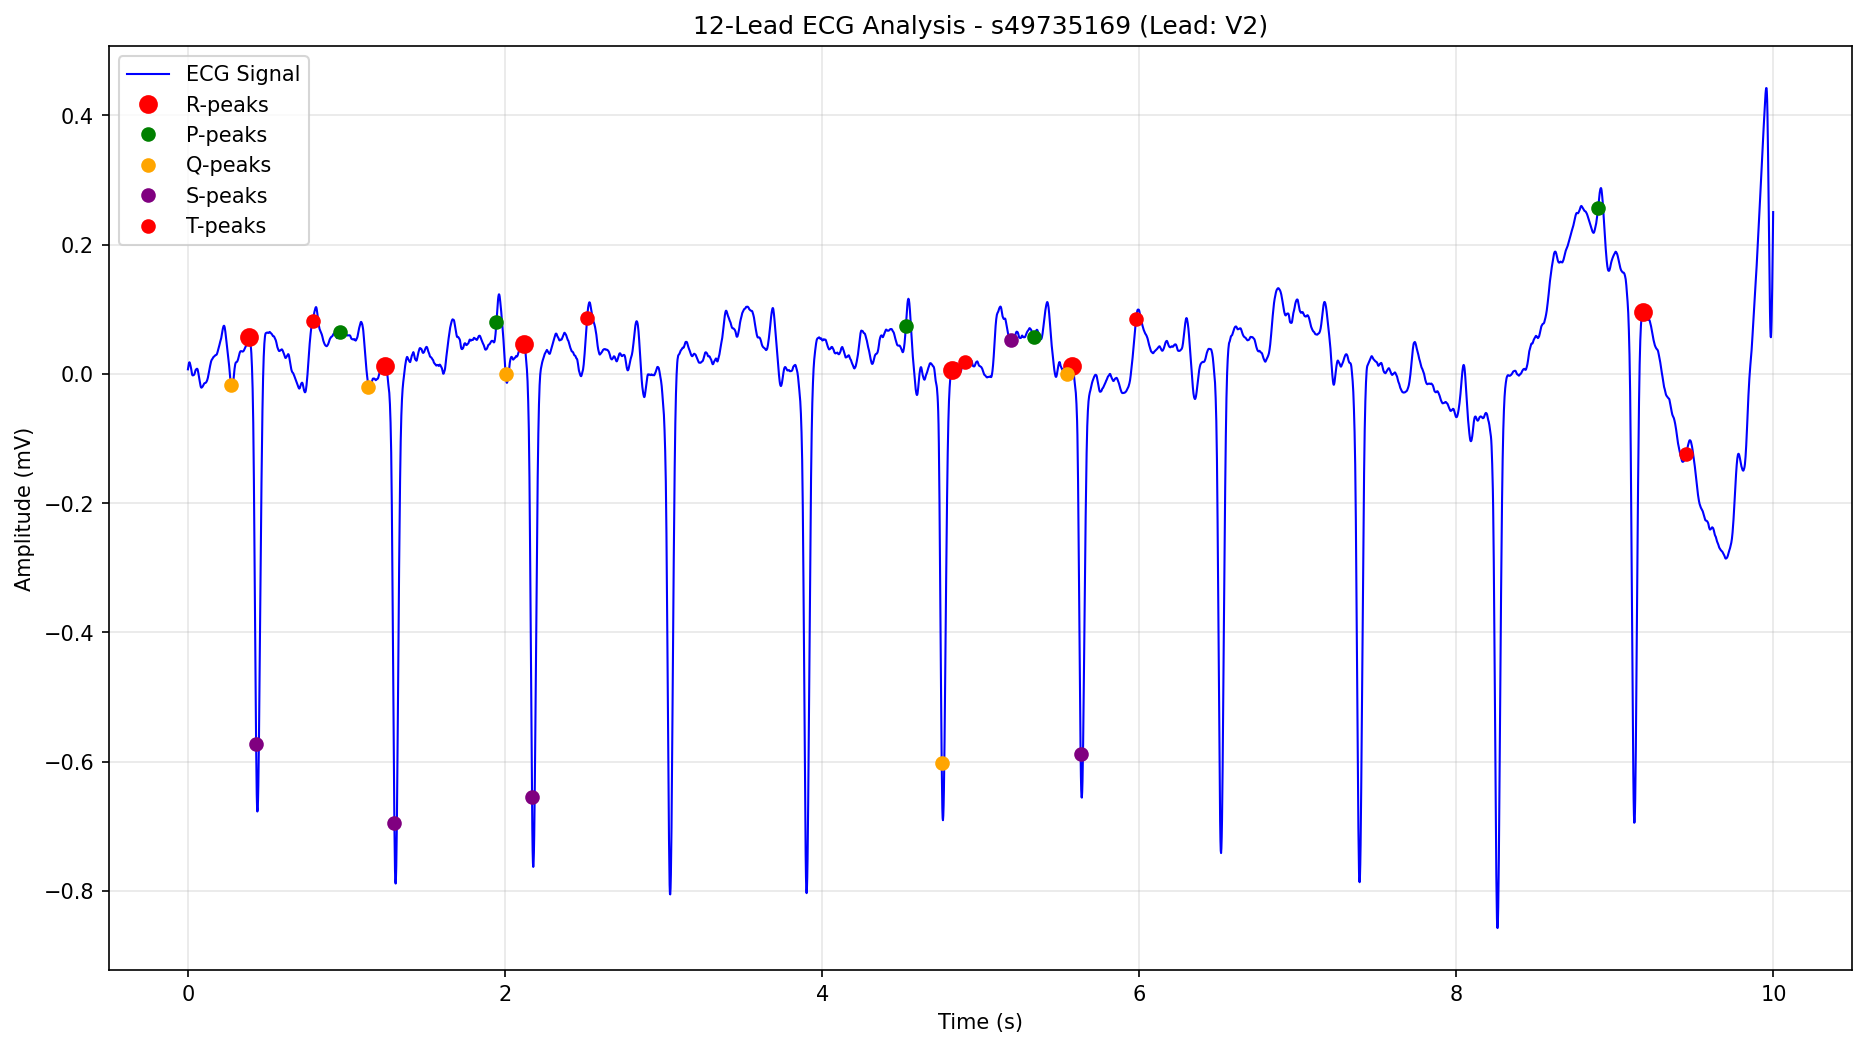 12-Lead ECG Analysis - s49735169 (Lead: V2)
ECG Signal
R-peaks
P-peaks
Q-peaks
S-peaks
T-peaks
Amplitude (mV)
0.4
0.2
0.0
−0.2
−0.4
−0.6
−0.8
0 2 4 6 8 10
Time (s)